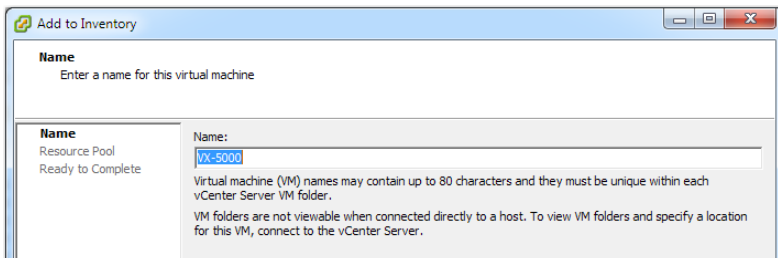 Add to Inventory
Name
Enter a name for this virtual machine
Name
Resource Pool
Ready to Complete
Name:
VX-5000
Virtual machine (VM) names may contain up to 80 characters and they must be unique within each
vCenter Server VM folder.
VM folders are not viewable when connected directly to a host. To view VM folders and specify a location
for this VM, connect to the vCenter Server.